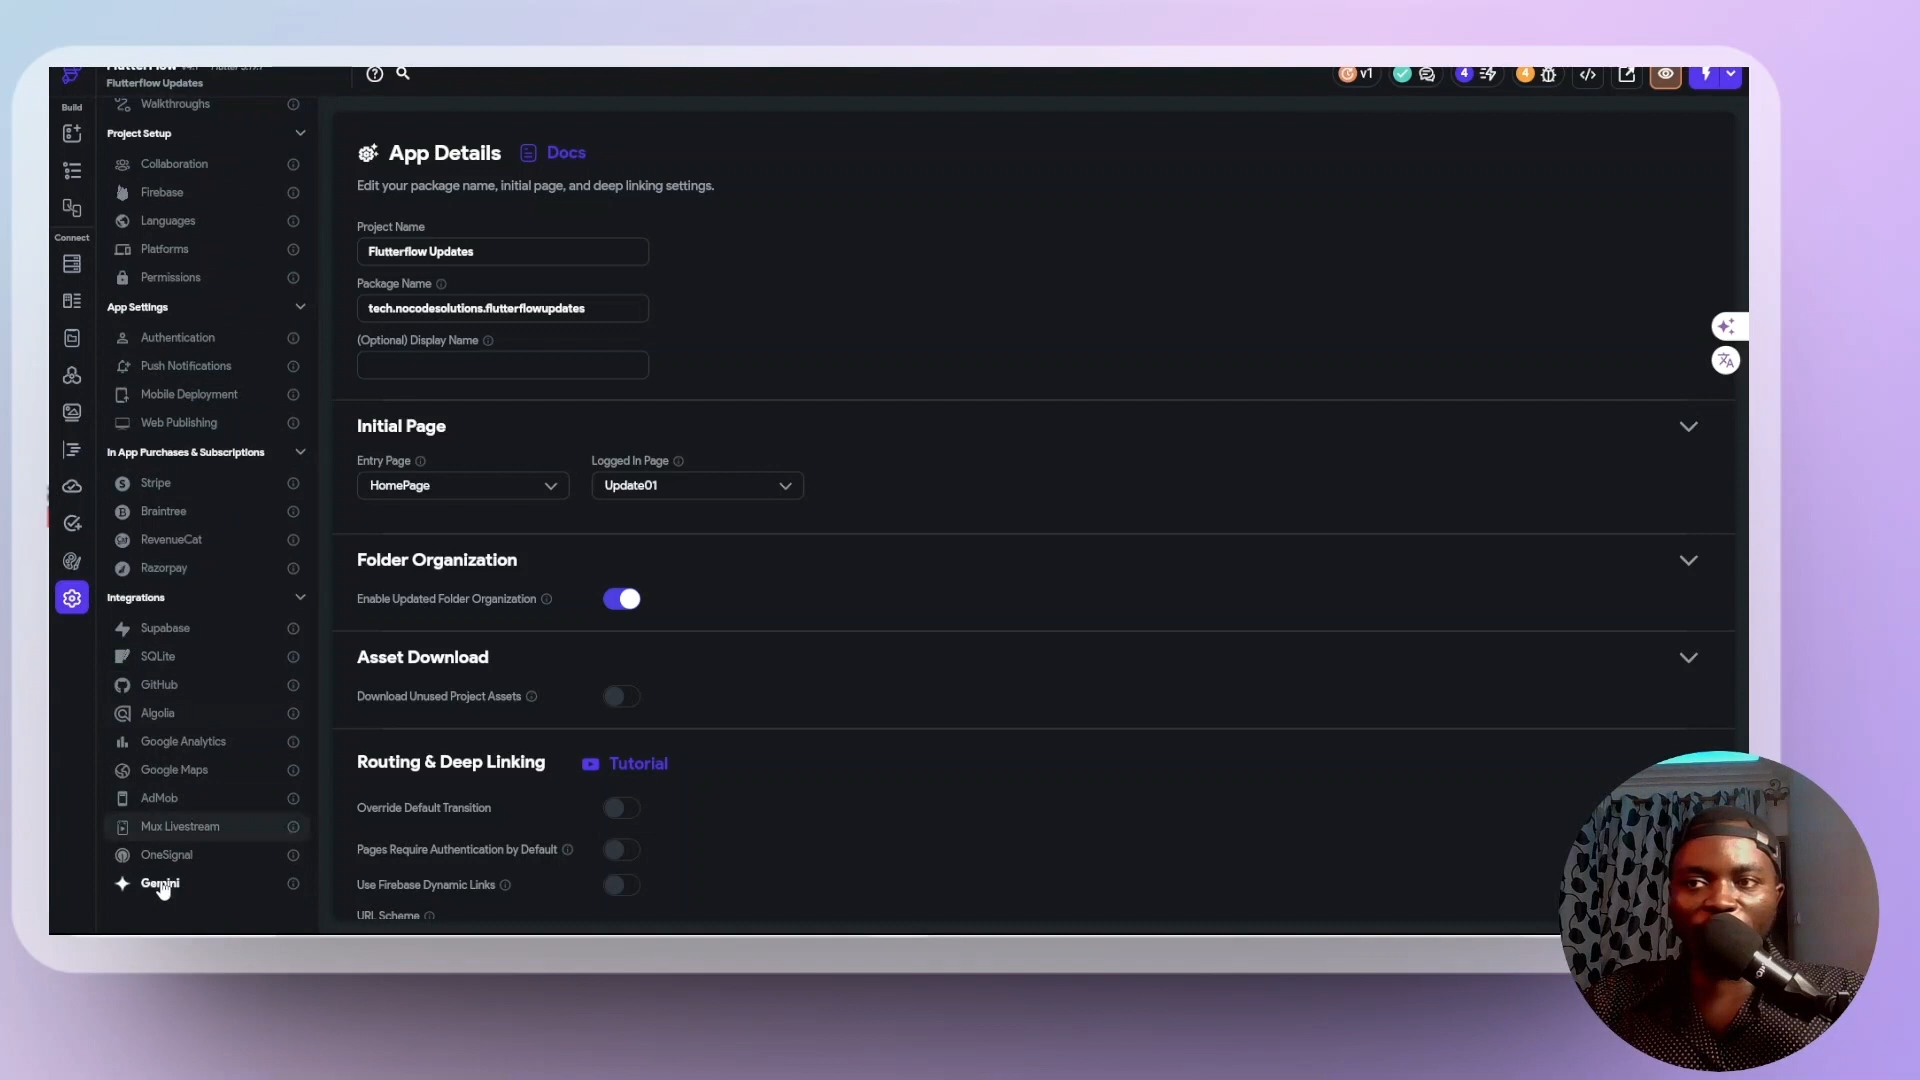 FlutterFlow
Flutterflow Updates
v1
4
4
Build
Walkthroughs
Project Setup
Collaboration
Firebase
Languages
Platforms
Permissions
Connect
App Settings
Authentication
Push Notifications
Mobile Deployment
Web Publishing
In App Purchases & Subscriptions
Stripe
Braintree
RevenueCat
Razorpay
Integrations
Supabase
SQLite
GitHub
Algolia
Google Analytics
Google Maps
AdMob
Mux Livestream
OneSignal
Gemini
App Details
Docs
Edit your package name, initial page, and deep linking settings.
Project Name
Flutterflow Updates
Package Name
tech.nocodesolutions.flutterflowupdates
(Optional) Display Name
Initial Page
Entry Page
Logged In Page
HomePage
Update01
Folder Organization
Enable Updated Folder Organization
Asset Download
Download Unused Project Assets
Routing & Deep Linking
Tutorial
Override Default Transition
Pages Require Authentication by Default
Use Firebase Dynamic Links
URL Scheme